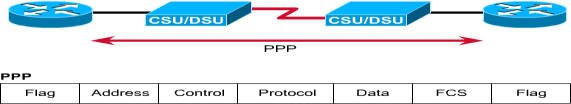 CSU/DSU CSU/DSU
PPP
PPP
Flag Address Control Protocol Data FCS Flag